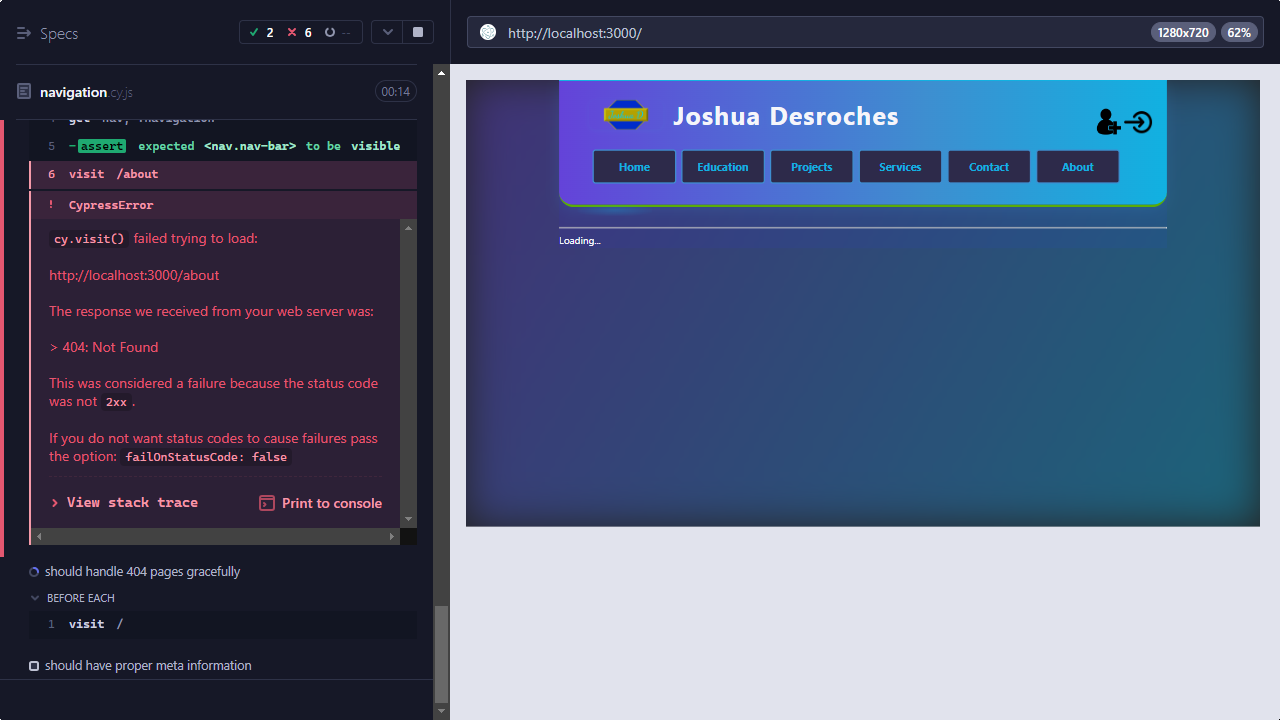 Specs
2
6
--
navigation.cy.js
00:14
5 -assert expected <nav.nav-bar> to be visible
6 visit /about
! CypressError
cy.visit() failed trying to load:
http://localhost:3000/about
The response we received from your web server was:
> 404: Not Found
This was considered a failure because the status code
was not 2xx.
If you do not want status codes to cause failures pass
the option: failOnStatusCode: false
View stack trace
Print to console
should handle 404 pages gracefully
BEFORE EACH
1 visit /
should have proper meta information
http://localhost:3000/
1280x720
62%
Joshua Desroches
Home
Education
Projects
Services
Contact
About
Loading...